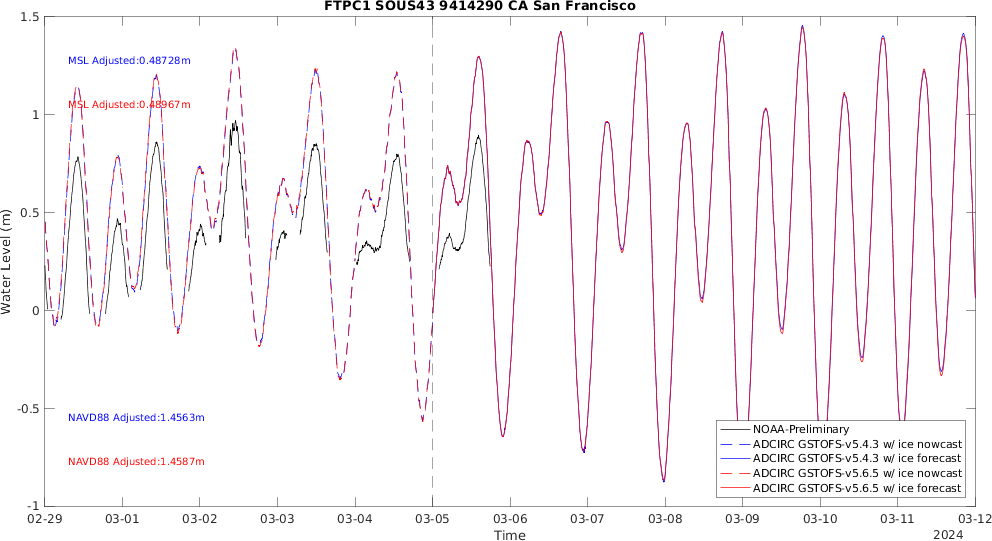 FTPC1 SOUS43 9414290 CA San Francisco
1.5
MSL Adjusted:0.48728m
MSL Adjusted:0.48967m
1
0.5
Water Level (m)
0
-0.5
NAVD88 Adjusted:1.4563m
NAVD88 Adjusted:1.4587m
NOAA-Preliminary
ADCIRC GSTOFS-v5.4.3 w/ ice nowcast
ADCIRC GSTOFS-v5.4.3 w/ ice forecast
ADCIRC GSTOFS-v5.6.5 w/ ice nowcast
ADCIRC GSTOFS-v5.6.5 w/ ice forecast
-1
02-29 03-01 03-02 03-03 03-04 03-05 03-06 03-07 03-08 03-09 03-10 03-11 03-12
Time
2024